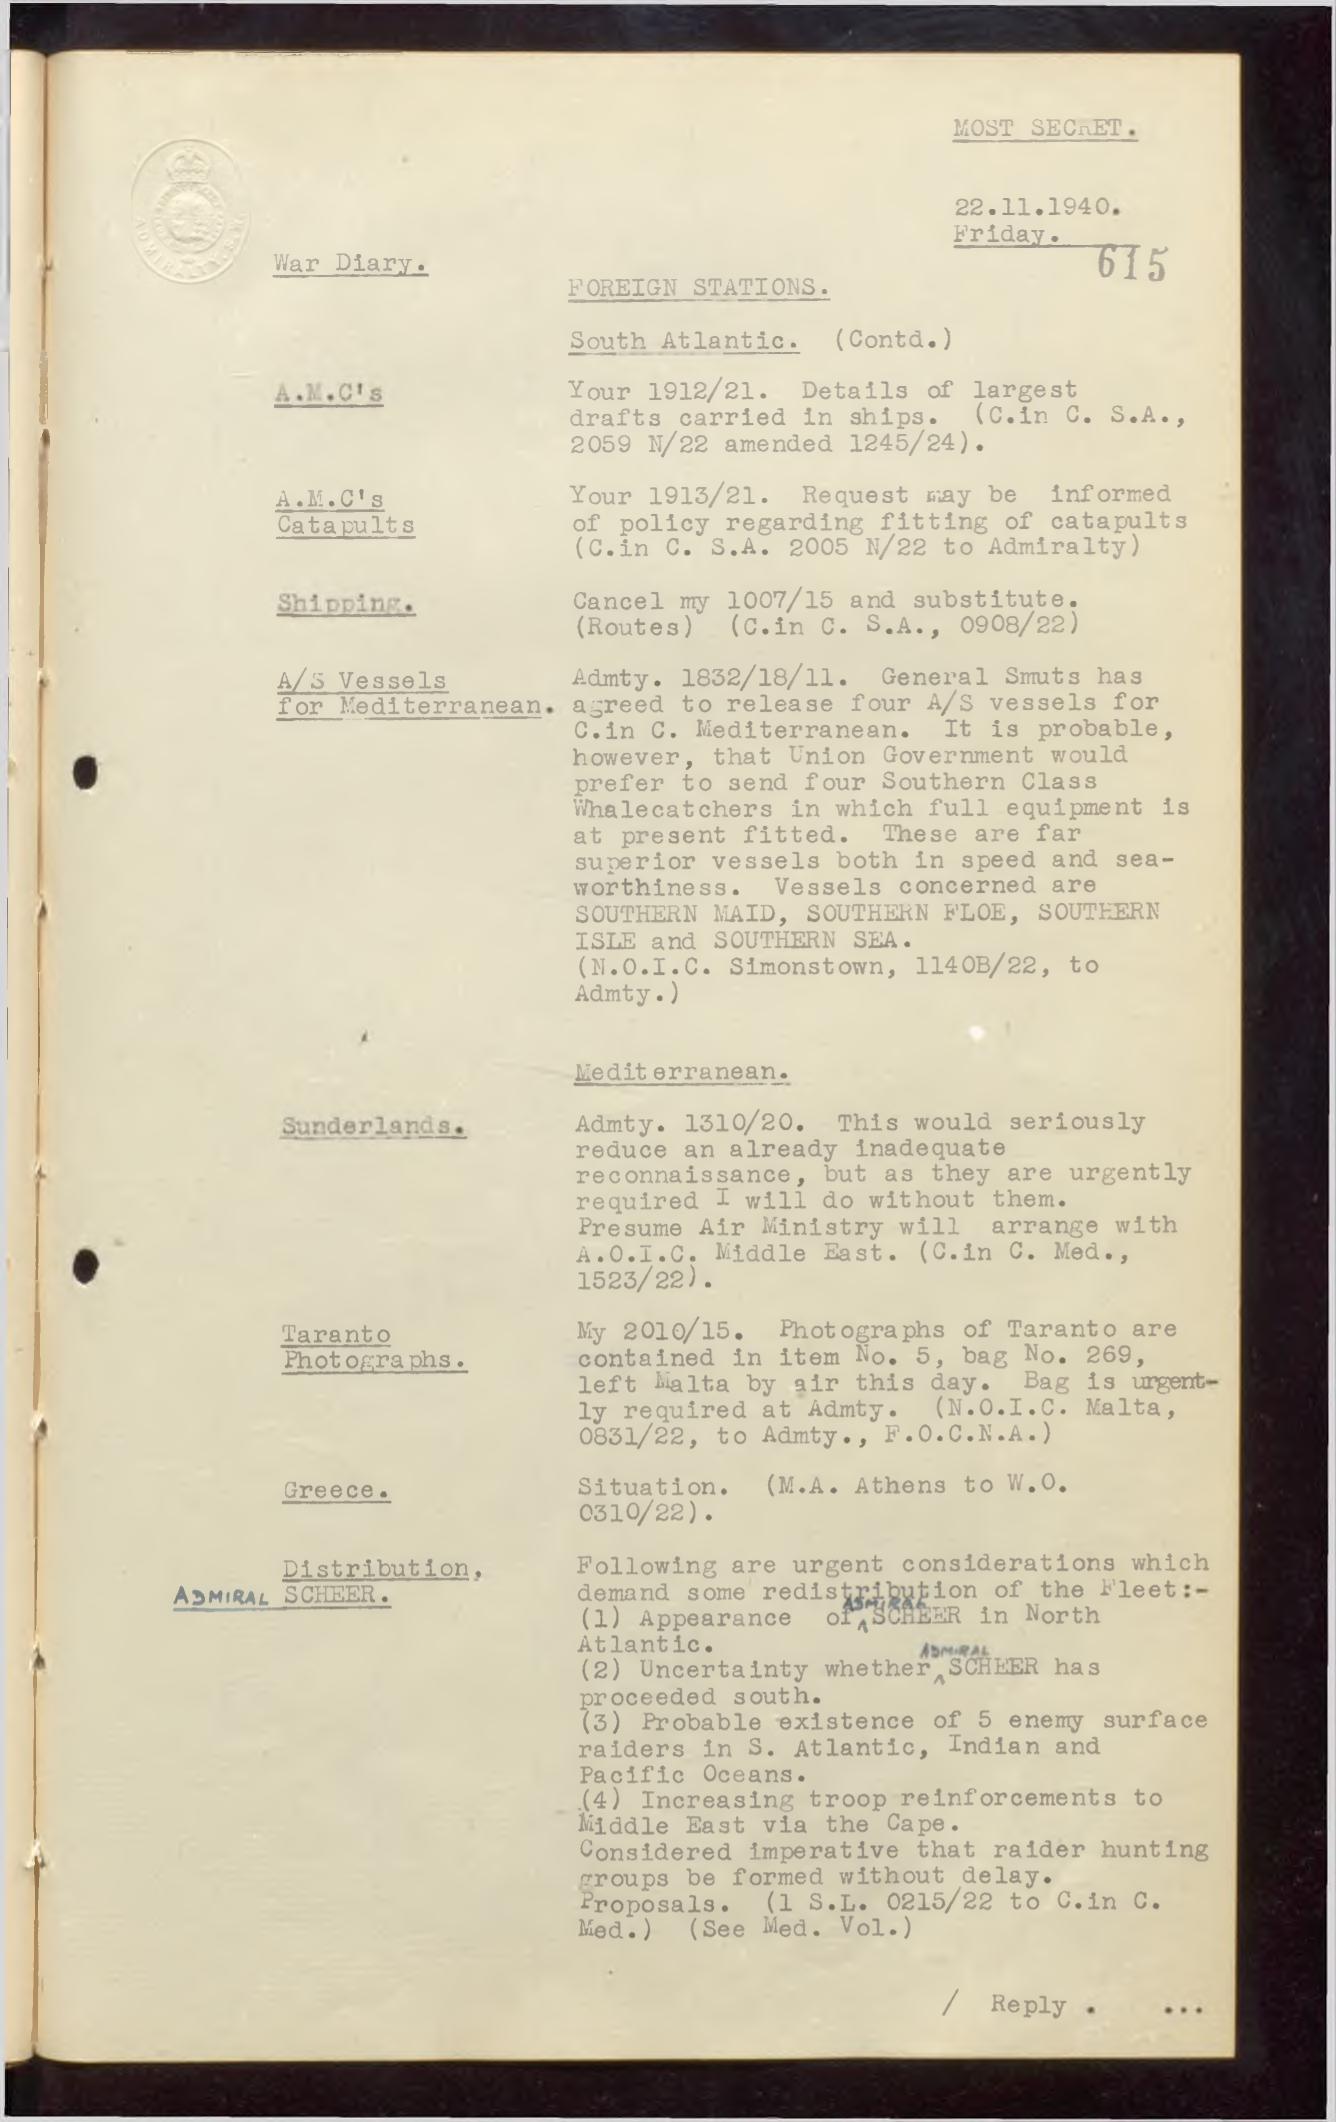 MOST SECRET.
22.11.1940.
Friday.
615
ADMIRALTY. S.W.
War Diary.
FOREIGN STATIONS.
South Atlantic. (Contd.)
A.M.C's
Your 1912/21. Details of largest
drafts carried in ships. (C.in C. S.A.,
2059 N/22 amended 1245/24).
A.M.C's
Catapults
Your 1913/21. Request may be informed
of policy regarding fitting of catapults
(C.in C. S.A. 2005 N/22 to Admiralty)
Shipping.
Cancel my 1007/15 and substitute.
(Routes) (C.in C. S.A., 0908/22)
A/S Vessels
for Mediterranean.
Admty. 1832/18/11. General Smuts has
agreed to release four A/S vessels for
C.in C. Mediterranean. It is probable,
however, that Union Government would
prefer to send four Southern Class
Whalecatchers in which full equipment is
at present fitted. These are far
superior vessels both in speed and sea-
worthiness. Vessels concerned are
SOUTHERN MAID, SOUTHERN FLOE, SOUTHERN
ISLE and SOUTHERN SEA.
(N.O.I.C. Simonstown, 1140B/22, to
Admty.)
Mediterranean.
Sunderlands.
Admty. 1310/20. This would seriously
reduce an already inadequate
reconnaissance, but as they are urgently
required I will do without them.
Presume Air Ministry will arrange with
A.O.I.C. Middle East. (C.in C. Med.,
1523/22).
Taranto
Photographs.
My 2010/15. Photographs of Taranto are
contained in item No. 5, bag No. 269,
left Malta by air this day. Bag is urgent-
ly required at Admty. (N.O.I.C. Malta,
0831/22, to Admty., F.O.C.N.A.)
Greece.
Situation. (M.A. Athens to W.O.
0310/22).
Distribution,
ADMIRAL SCHEER.
Following are urgent considerations which
demand some redistribution of the Fleet:-
(1) Appearance of ADMIRAL SCHEER in North
Atlantic.
(2) Uncertainty whether ADMIRAL SCHEER has
proceeded south.
(3) Probable existence of 5 enemy surface
raiders in S. Atlantic, Indian and
Pacific Oceans.
(4) Increasing troop reinforcements to
Middle East via the Cape.
Considered imperative that raider hunting
groups be formed without delay.
Proposals. (1 S.L. 0215/22 to C.in C.
Med.) (See Med. Vol.)
/ Reply . ...